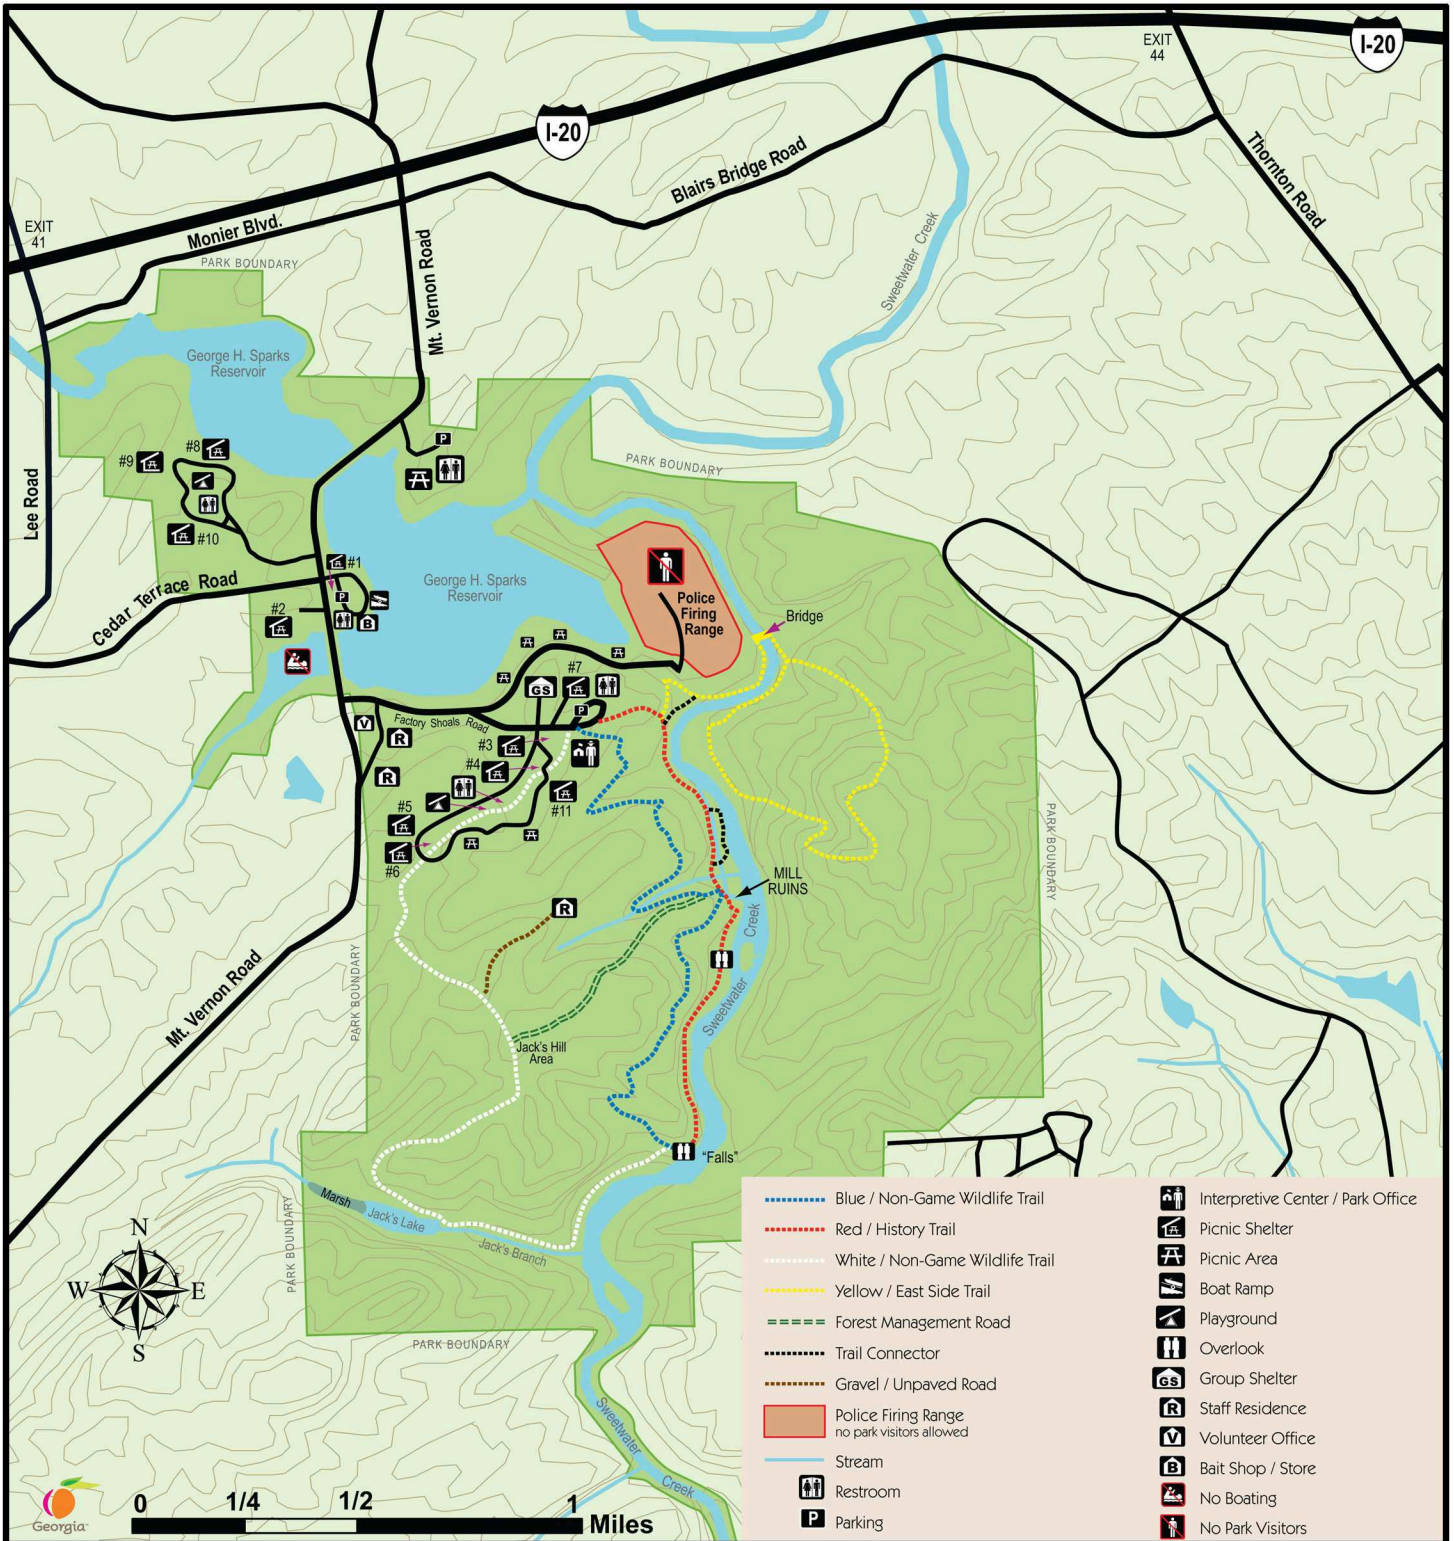 EXIT
44
I-20
I-20
Thornton Road
Blairs Bridge Road
EXIT
41
Monier Blvd.
PARK BOUNDARY
Mt. Vernon Road
Sweetwater Creek
George H. Sparks
Reservoir
#8
#9
P
PARK BOUNDARY
Lee Road
#10
#1
Cedar Terrace Road
George H. Sparks
Reservoir
P
#2
B
Police
Firing
Range
Bridge
#7
GS
P
V
Factory Shoals Road
R
#3
#4
R
#5
#11
#6
PARK BOUNDARY
MILL
RUINS
R
Creek
Sweetwater
PARK BOUNDARY
Mt. Vernon Road
Jack's Hill
Area
"Falls"
Marsh
Jack's Lake
Jack's Branch
PARK BOUNDARY
N
W
E
S
PARK BOUNDARY
Sweetwater
Creek
Georgia
0
1/4
1/2
1
Miles
Blue / Non-Game Wildlife Trail
Red / History Trail
White / Non-Game Wildlife Trail
Yellow / East Side Trail
Forest Management Road
Trail Connector
Gravel / Unpaved Road
Police Firing Range
no park visitors allowed
Stream
Restroom
P
Parking
Interpretive Center / Park Office
Picnic Shelter
Picnic Area
Boat Ramp
Playground
Overlook
GS
Group Shelter
R
Staff Residence
V
Volunteer Office
B
Bait Shop / Store
No Boating
No Park Visitors